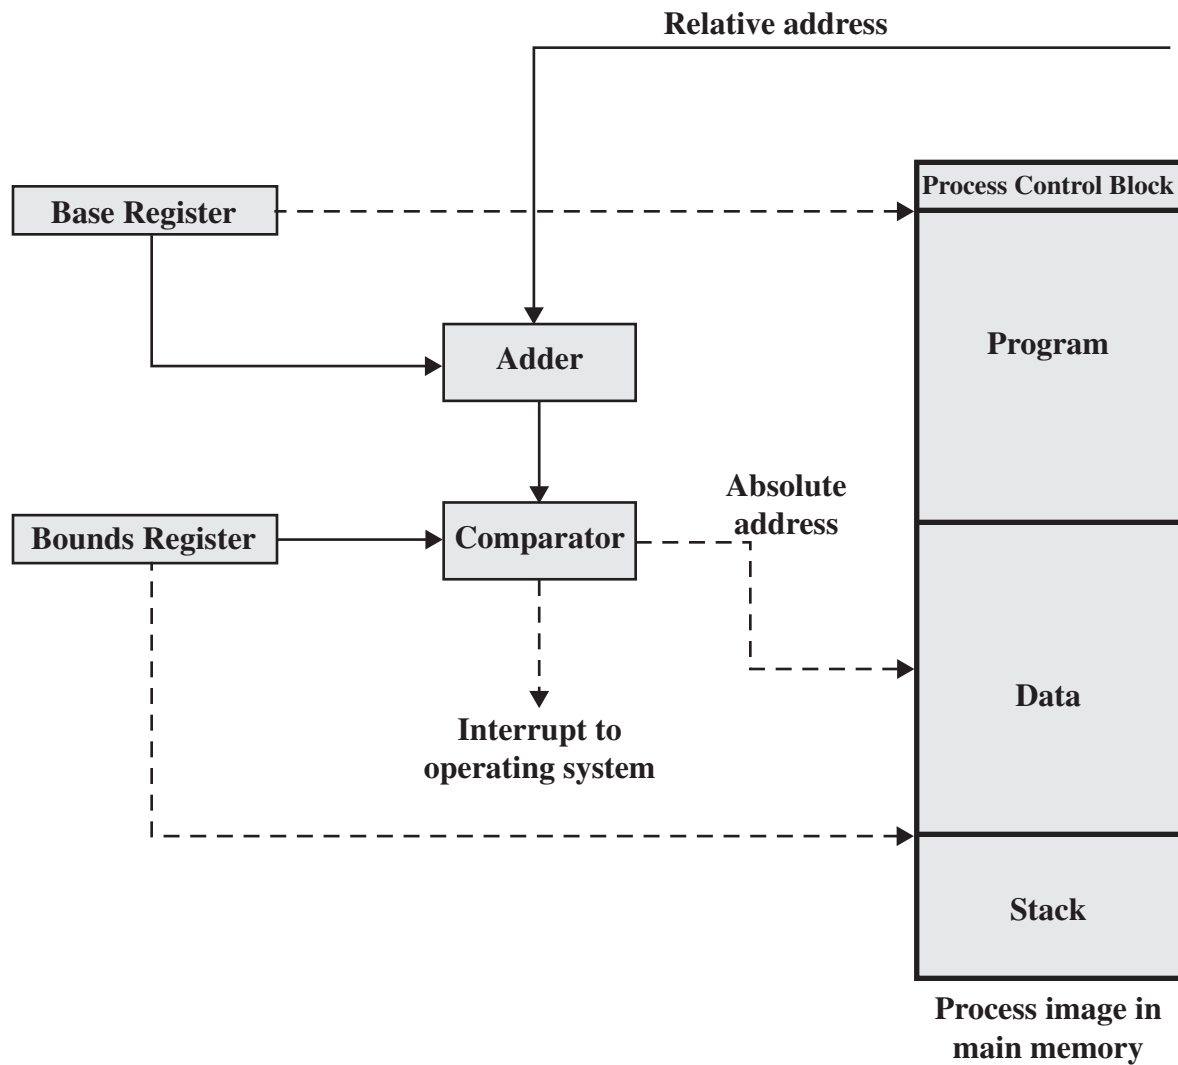 Relative address
Process Control Block
Base Register
Program
Adder
Absolute
address
Bounds Register
Comparator
Data
Interrupt to
operating system
Stack
Process image in
main memory